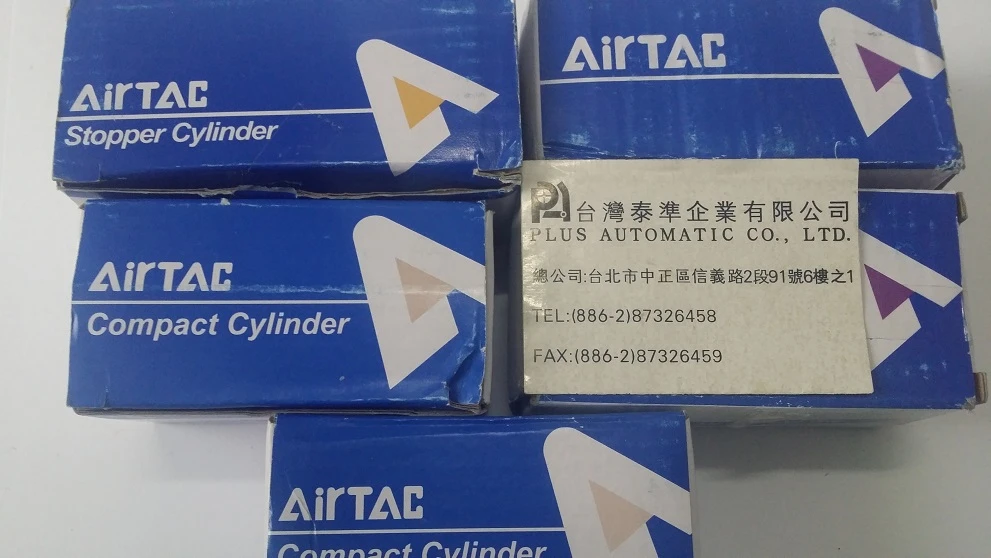 AirTAC
Stopper Cylinder
AirTAC
AirTAC
Compact Cylinder
台灣泰準企業有限公司
PLUS AUTOMATIC CO., LTD.
總公司:台北市中正區信義路2段91號6樓之1
TEL:(886-2)87326458
FAX:(886-2)87326459
AirTAC
Compact Cylinder